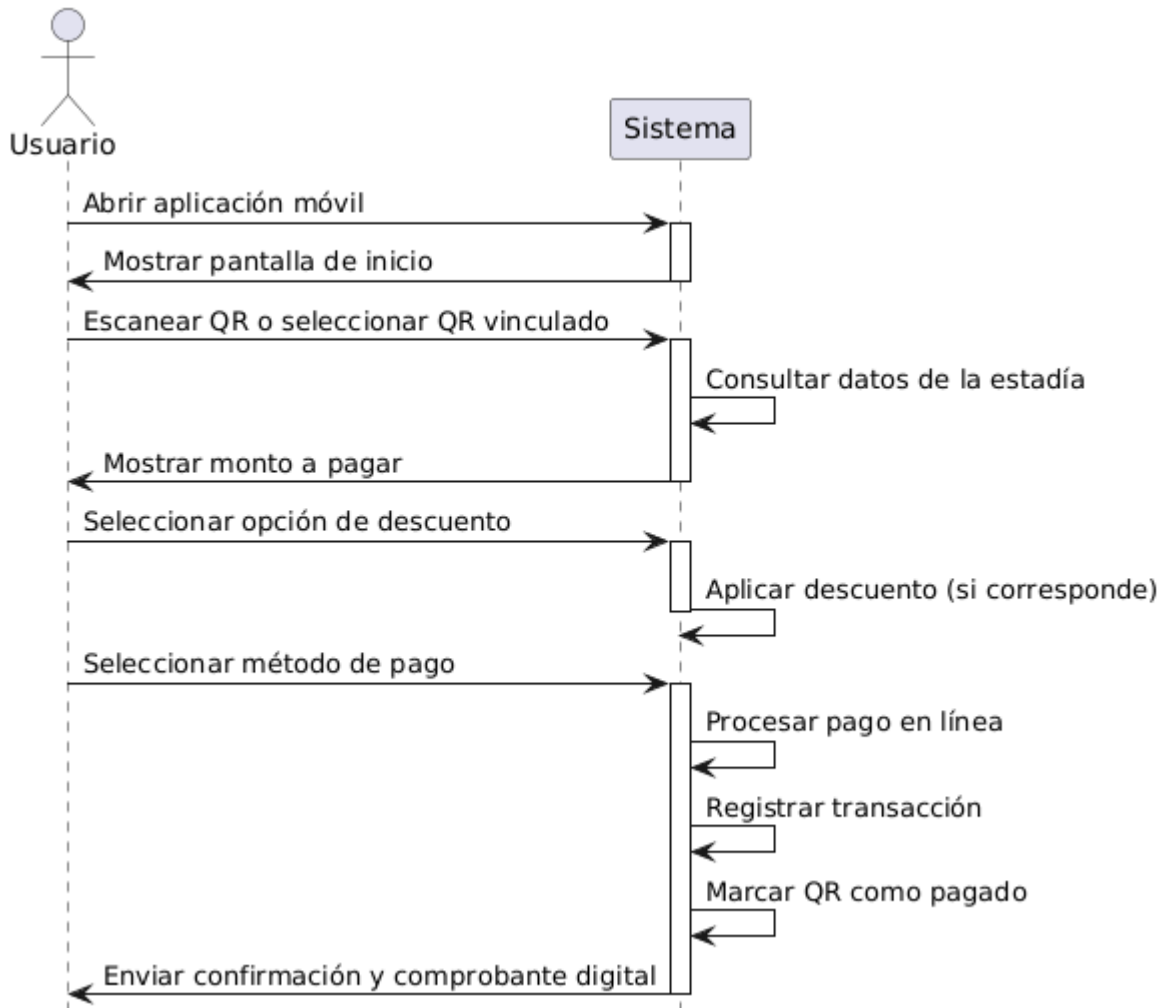 Usuario
Sistema
Abrir aplicación móvil
Mostrar pantalla de inicio
Escanear QR o seleccionar QR vinculado
Consultar datos de la estadía
Mostrar monto a pagar
Seleccionar opción de descuento
Aplicar descuento (si corresponde)
Seleccionar método de pago
Procesar pago en línea
Registrar transacción
Marcar QR como pagado
Enviar confirmación y comprobante digital